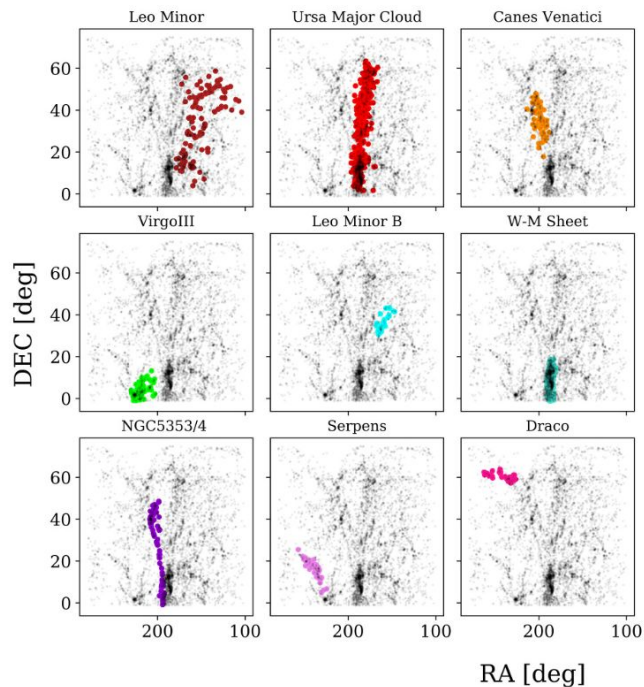 Leo Minor Ursa Major Cloud Canes Venatici
60
40
20
0
VirgoIII Leo Minor B W-M Sheet
DEC [deg]
60
40
20
0
NGC5353/4 Serpens Draco
60
40
20
0
200 100 200 100 200 100
RA [deg]